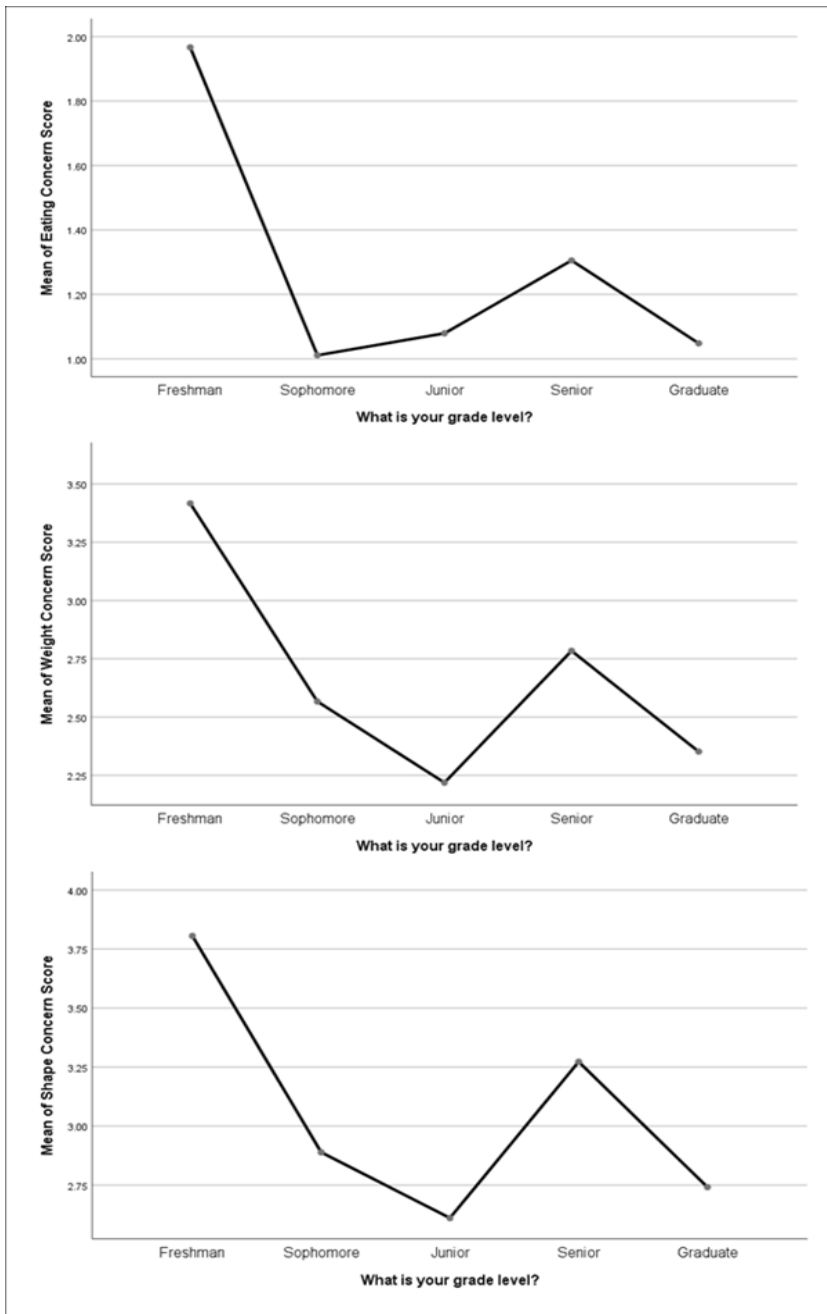 Mean of Eating Concern Score
2.00
1.80
1.60
1.40
1.20
1.00
Freshman Sophomore Junior Senior Graduate
What is your grade level?
Mean of Weight Concern Score
3.50
3.25
3.00
2.75
2.50
2.25
Freshman Sophomore Junior Senior Graduate
What is your grade level?
Mean of Shape Concern Score
4.00
3.75
3.50
3.25
3.00
2.75
Freshman Sophomore Junior Senior Graduate
What is your grade level?